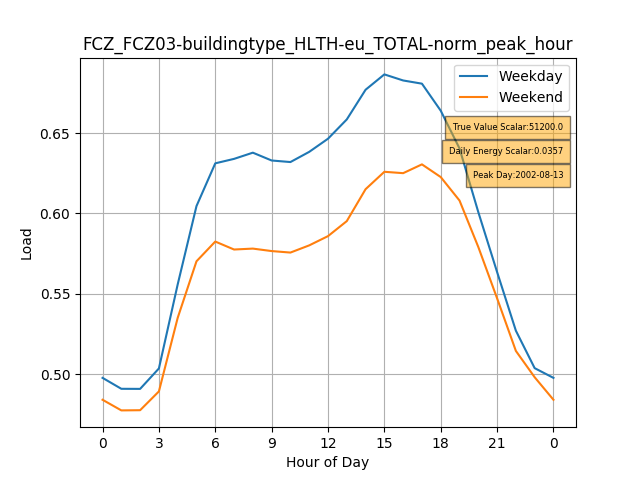 FCZ_FCZ03-buildingtype_HLTH-eu_TOTAL-norm_peak_hour
Weekday
Weekend
True Value Scalar:51200.0
Daily Energy Scalar:0.0357
Peak Day:2002-08-13
0.65
0.60
0.55
0.50
Load
0 3 6 9 12 15 18 21 0
Hour of Day